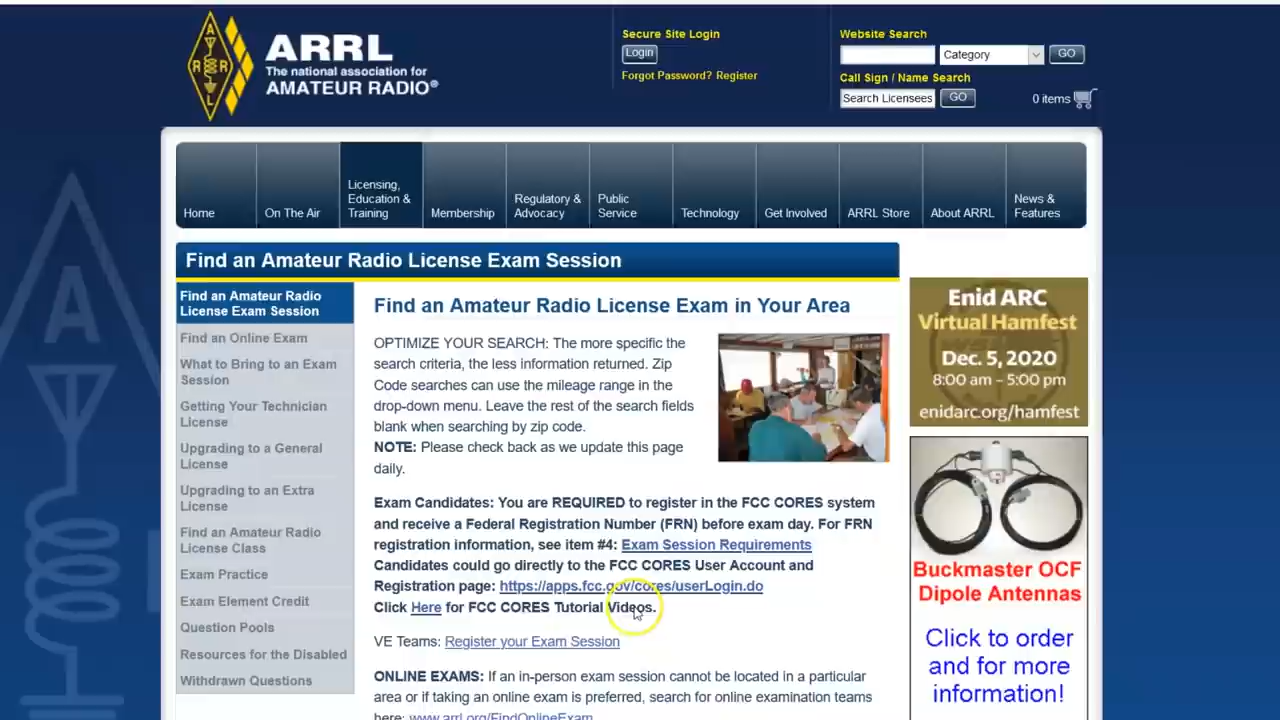 ARRL
The national association for
AMATEUR RADIO®
A
R R
L
Secure Site Login
Login
Forgot Password? Register
Website Search
Category
GO
Call Sign / Name Search
Search Licensees
GO
0 items
Home
On The Air
Licensing,
Education &
Training
Membership
Regulatory &
Advocacy
Public
Service
Technology
Get Involved
ARRL Store
About ARRL
News &
Features
Find an Amateur Radio License Exam Session
Find an Amateur Radio
License Exam Session
Find an Online Exam
What to Bring to an Exam
Session
Getting Your Technician
License
Upgrading to a General
License
Upgrading to an Extra
License
Find an Amateur Radio
License Class
Exam Practice
Exam Element Credit
Question Pools
Resources for the Disabled
Withdrawn Questions
Find an Amateur Radio License Exam in Your Area
OPTIMIZE YOUR SEARCH: The more specific the
search criteria, the less information returned. Zip
Code searches can use the mileage range in the
drop-down menu. Leave the rest of the search fields
blank when searching by zip code.
NOTE: Please check back as we update this page
daily.
Exam Candidates: You are REQUIRED to register in the FCC CORES system
and receive a Federal Registration Number (FRN) before exam day. For FRN
registration information, see item #4: Exam Session Requirements
Candidates could go directly to the FCC CORES User Account and
Registration page: https://apps.fcc.gov/cores/userLogin.do
Click Here for FCC CORES Tutorial Videos.
VE Teams: Register your Exam Session
ONLINE EXAMS: If an in-person exam session cannot be located in a particular
area or if taking an online exam is preferred, search for online examination teams
here: www.arrl.org/FindOnlineExam
Enid ARC
Virtual Hamfest
Dec. 5, 2020
8:00 am – 5:00 pm
enidarc.org/hamfest
Buckmaster OCF
Dipole Antennas
Click to order
and for more
information!